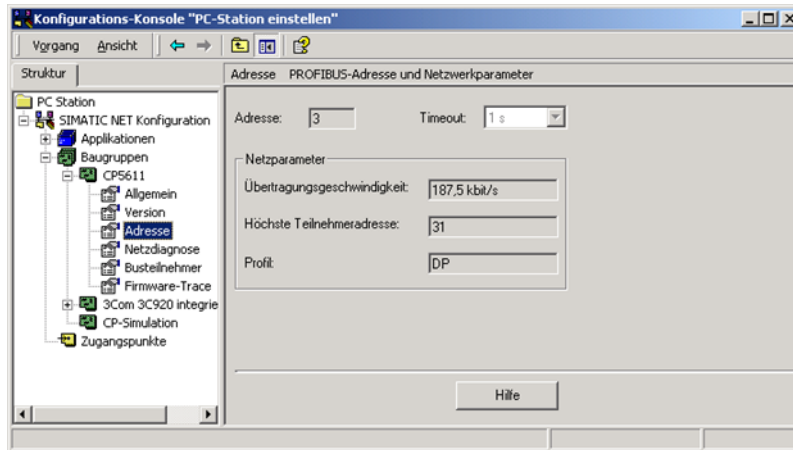 Konfigurations-Konsole "PC-Station einstellen"
Vorgang Ansicht
Struktur
Adresse PROFIBUS-Adresse und Netzwerkparameter
PC Station
SIMATIC NET Konfiguration
Applikationen
Baugruppen
CP5611
Allgemein
Version
Adresse
Netzdiagnose
Busteilnehmer
Firmware-Trace
3Com 3C920 integrie
CP-Simulation
Zugangspunkte
Adresse: 3 Timeout: 1 s
Netzparameter
Übertragungsgeschwindigkeit: 187,5 kbit/s
Höchste Teilnehmeradresse: 31
Profil: DP
Hilfe